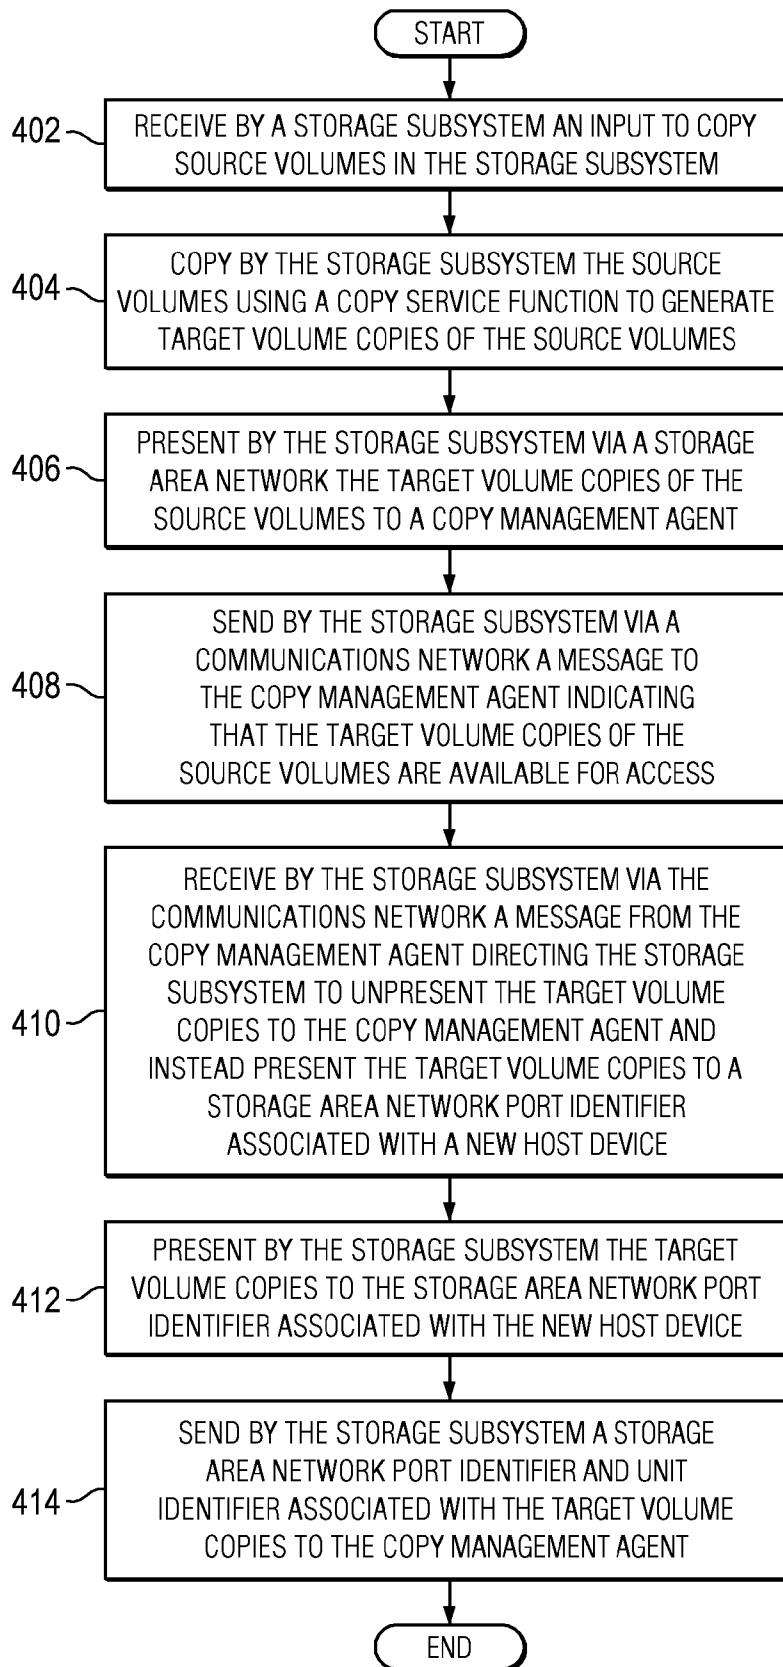 START
402
RECEIVE BY A STORAGE SUBSYSTEM AN INPUT TO COPY
SOURCE VOLUMES IN THE STORAGE SUBSYSTEM
404
COPY BY THE STORAGE SUBSYSTEM THE SOURCE
VOLUMES USING A COPY SERVICE FUNCTION TO GENERATE
TARGET VOLUME COPIES OF THE SOURCE VOLUMES
406
PRESENT BY THE STORAGE SUBSYSTEM VIA A STORAGE
AREA NETWORK THE TARGET VOLUME COPIES OF THE
SOURCE VOLUMES TO A COPY MANAGEMENT AGENT
408
SEND BY THE STORAGE SUBSYSTEM VIA A
COMMUNICATIONS NETWORK A MESSAGE TO
THE COPY MANAGEMENT AGENT INDICATING
THAT THE TARGET VOLUME COPIES OF THE
SOURCE VOLUMES ARE AVAILABLE FOR ACCESS
410
RECEIVE BY THE STORAGE SUBSYSTEM VIA THE
COMMUNICATIONS NETWORK A MESSAGE FROM THE
COPY MANAGEMENT AGENT DIRECTING THE STORAGE
SUBSYSTEM TO UNPRESENT THE TARGET VOLUME
COPIES TO THE COPY MANAGEMENT AGENT AND
INSTEAD PRESENT THE TARGET VOLUME COPIES TO A
STORAGE AREA NETWORK PORT IDENTIFIER
ASSOCIATED WITH A NEW HOST DEVICE
412
PRESENT BY THE STORAGE SUBSYSTEM THE TARGET
VOLUME COPIES TO THE STORAGE AREA NETWORK PORT
IDENTIFIER ASSOCIATED WITH THE NEW HOST DEVICE
414
SEND BY THE STORAGE SUBSYSTEM A STORAGE
AREA NETWORK PORT IDENTIFIER AND UNIT
IDENTIFIER ASSOCIATED WITH THE TARGET VOLUME
COPIES TO THE COPY MANAGEMENT AGENT
END